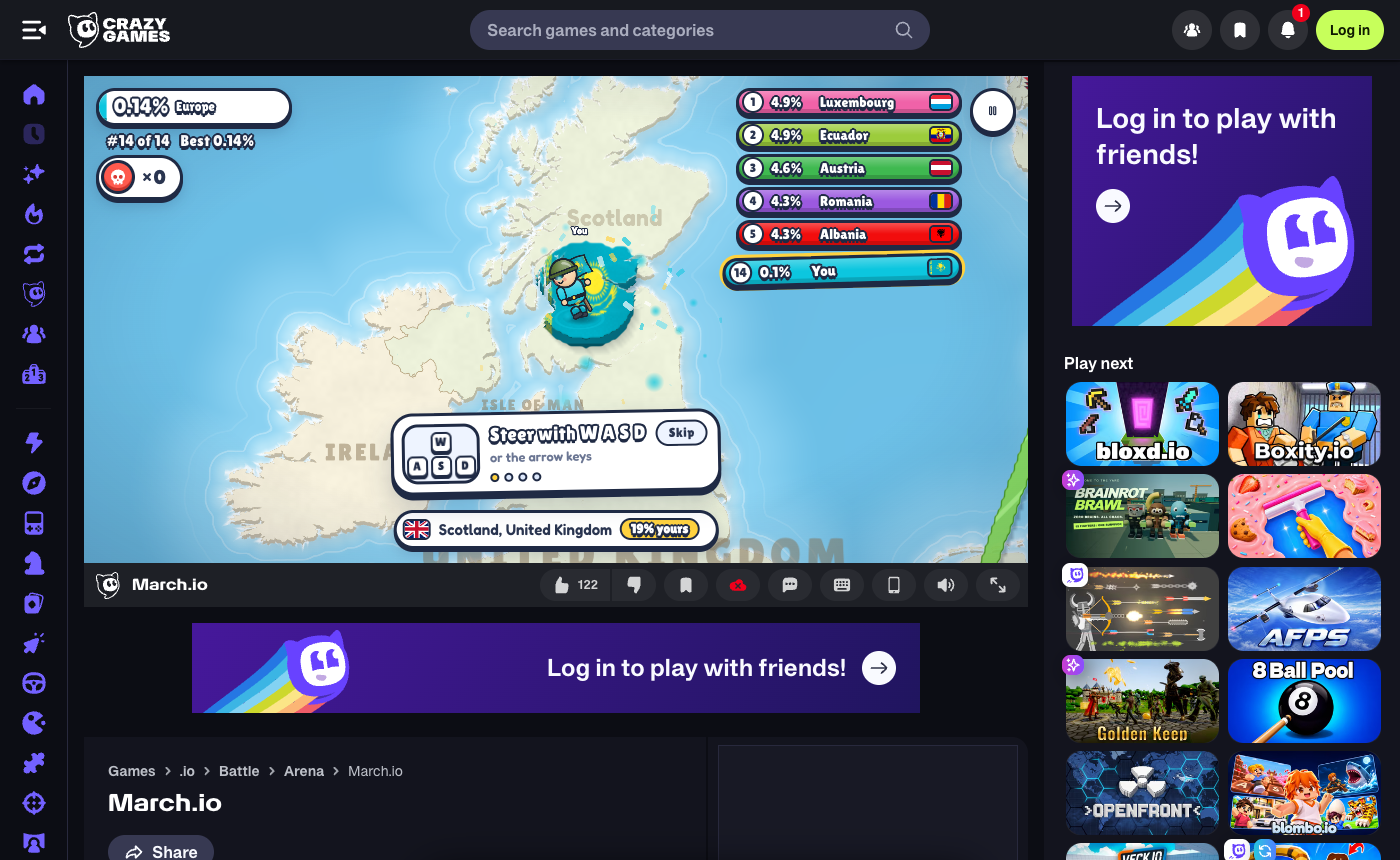 CRAZY
GAMES
Search games and categories
1
Log in
0.14% Europe
#14 of 14 Best 0.14%
×0
1 4.9% Luxembourg
2 4.9% Ecuador
3 4.6% Austria
4 4.3% Romania
5 4.3% Albania
14 0.1% You
Scotland
You
ISLE OF MAN
IRELA
W
A S D
Steer with W A S D
Skip
or the arrow keys
Scotland, United Kingdom 19% yours
UNITED KINGDOM
March.io
122
Log in to play with friends!
Games > .io > Battle > Arena > March.io
March.io
Share
Log in to play with
friends!
Play next
bloxd.io
Boxity.io
BRAINROT
BRAWL
AFPS
Golden Keep
8 Ball Pool
8
>OPENFRONT<
blombo.io
VECK.IO